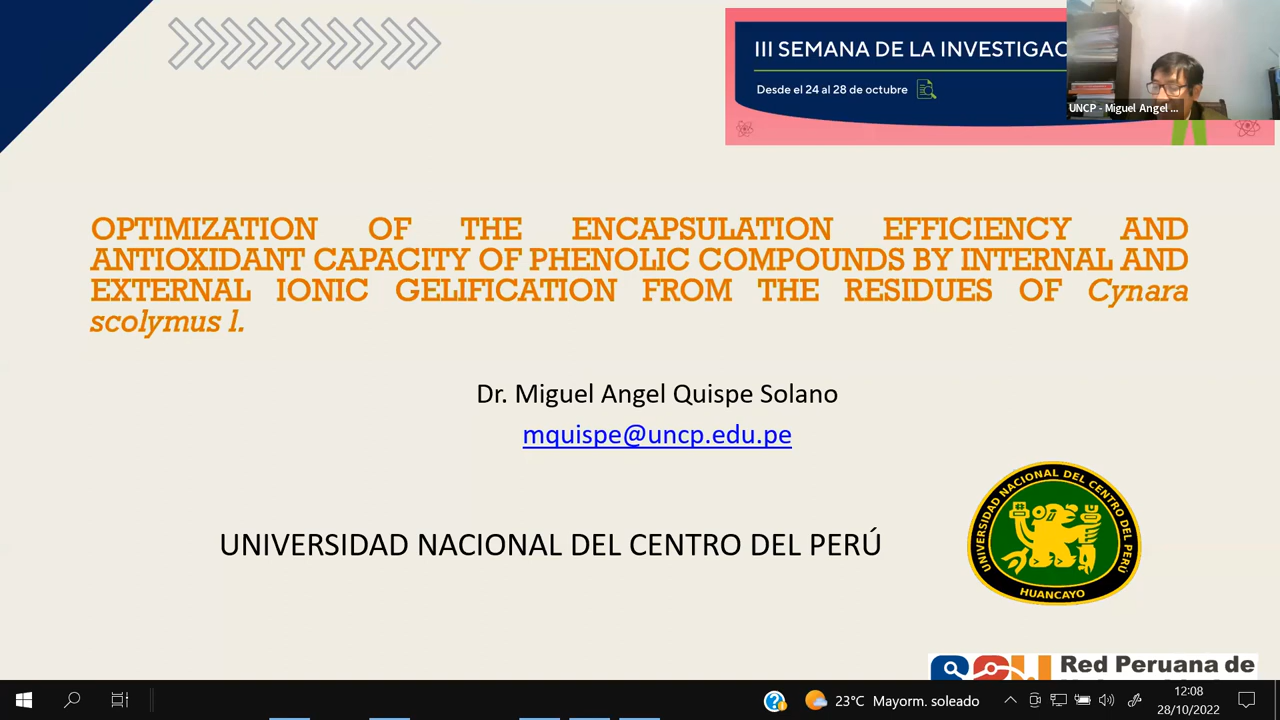 III SEMANA DE LA INVESTIGAC
Desde el 24 al 28 de octubre
UNCP - Miguel Angel ...
OPTIMIZATION OF THE ENCAPSULATION EFFICIENCY AND
ANTIOXIDANT CAPACITY OF PHENOLIC COMPOUNDS BY INTERNAL AND
EXTERNAL IONIC GELIFICATION FROM THE RESIDUES OF Cynara
scolymus l.
Dr. Miguel Angel Quispe Solano
mquispe@uncp.edu.pe
UNIVERSIDAD NACIONAL DEL CENTRO DEL PERÚ
UNIVERSIDAD NACIONAL DEL CENTRO DEL PERÚ
HUANCAYO
Red Peruana de
23°C Mayorm. soleado
12:08
28/10/2022